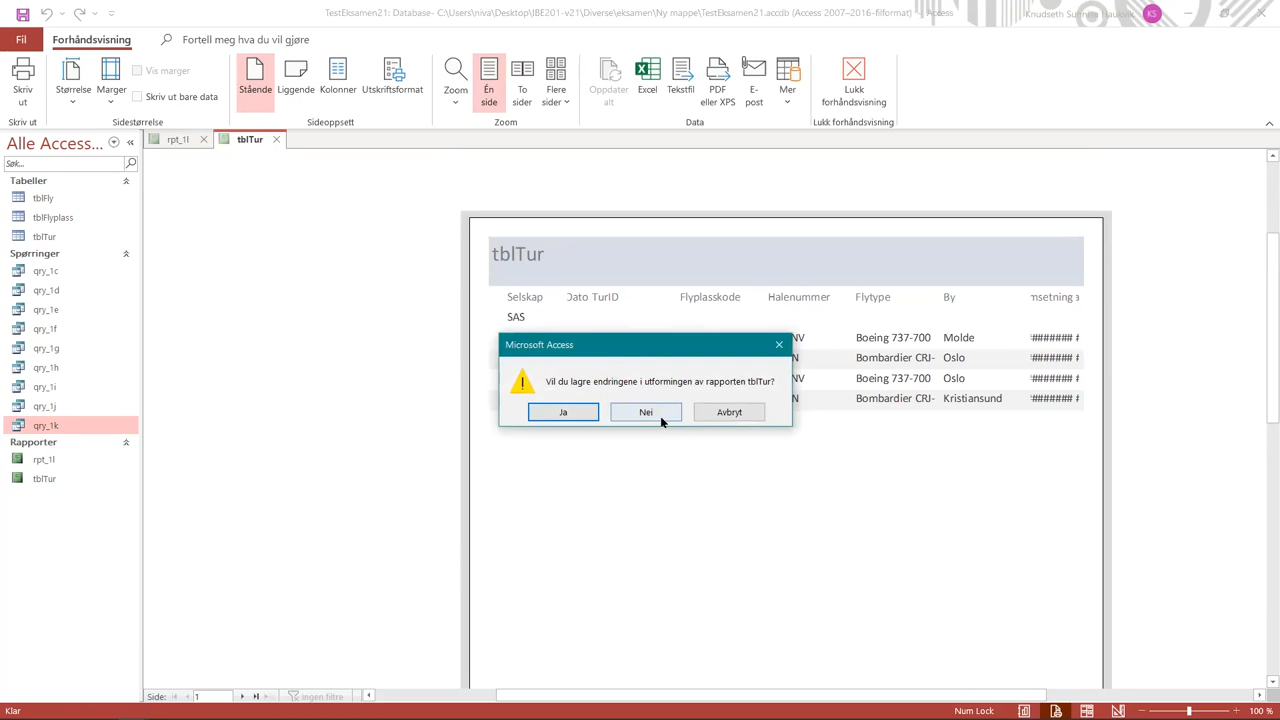 TestEksamen21: Database- C:\Users\niva\Desktop\IBE201-v21\Diverse\eksamen\Ny mappe\TestEksamen21.accdb (Access 2007–2016-filformat) - Access
KS
Fil
Forhåndsvisning
Fortell meg hva du vil gjøre
Skriv ut
Størrelse
Marger
Vis marger
Skriv ut bare data
Stående
Liggende
Kolonner
Utskriftsformat
Zoom
Én side
To sider
Flere sider
Oppdater alt
Excel
Tekstfil
PDF eller XPS
E-post
Mer
Lukk forhåndsvisning
Skriv ut
Sidestørrelse
Sideoppsett
Zoom
Data
Lukk forhåndsvisning
Alle Access...
Søk...
Tabeller
tblFly
tblFlyplass
tblTur
Spørringer
qry_1c
qry_1d
qry_1e
qry_1f
qry_1g
qry_1h
qry_1i
qry_1j
qry_1k
Rapporter
rpt_1l
tblTur
rpt_1l
tblTur
tblTur
Selskap Dato TurID Flyplasskode Halenummer Flytype By
SAS
NV Boeing 737-700 Molde ####### #
N Bombardier CRJ- Oslo ####### #
NV Boeing 737-700 Oslo ####### #
N Bombardier CRJ- Kristiansund ####### #
Microsoft Access
Vil du lagre endringene i utformingen av rapporten tblTur?
Ja
Nei
Avbryt
Side: 1
Ingen filtre
Klar
Num Lock
100 %